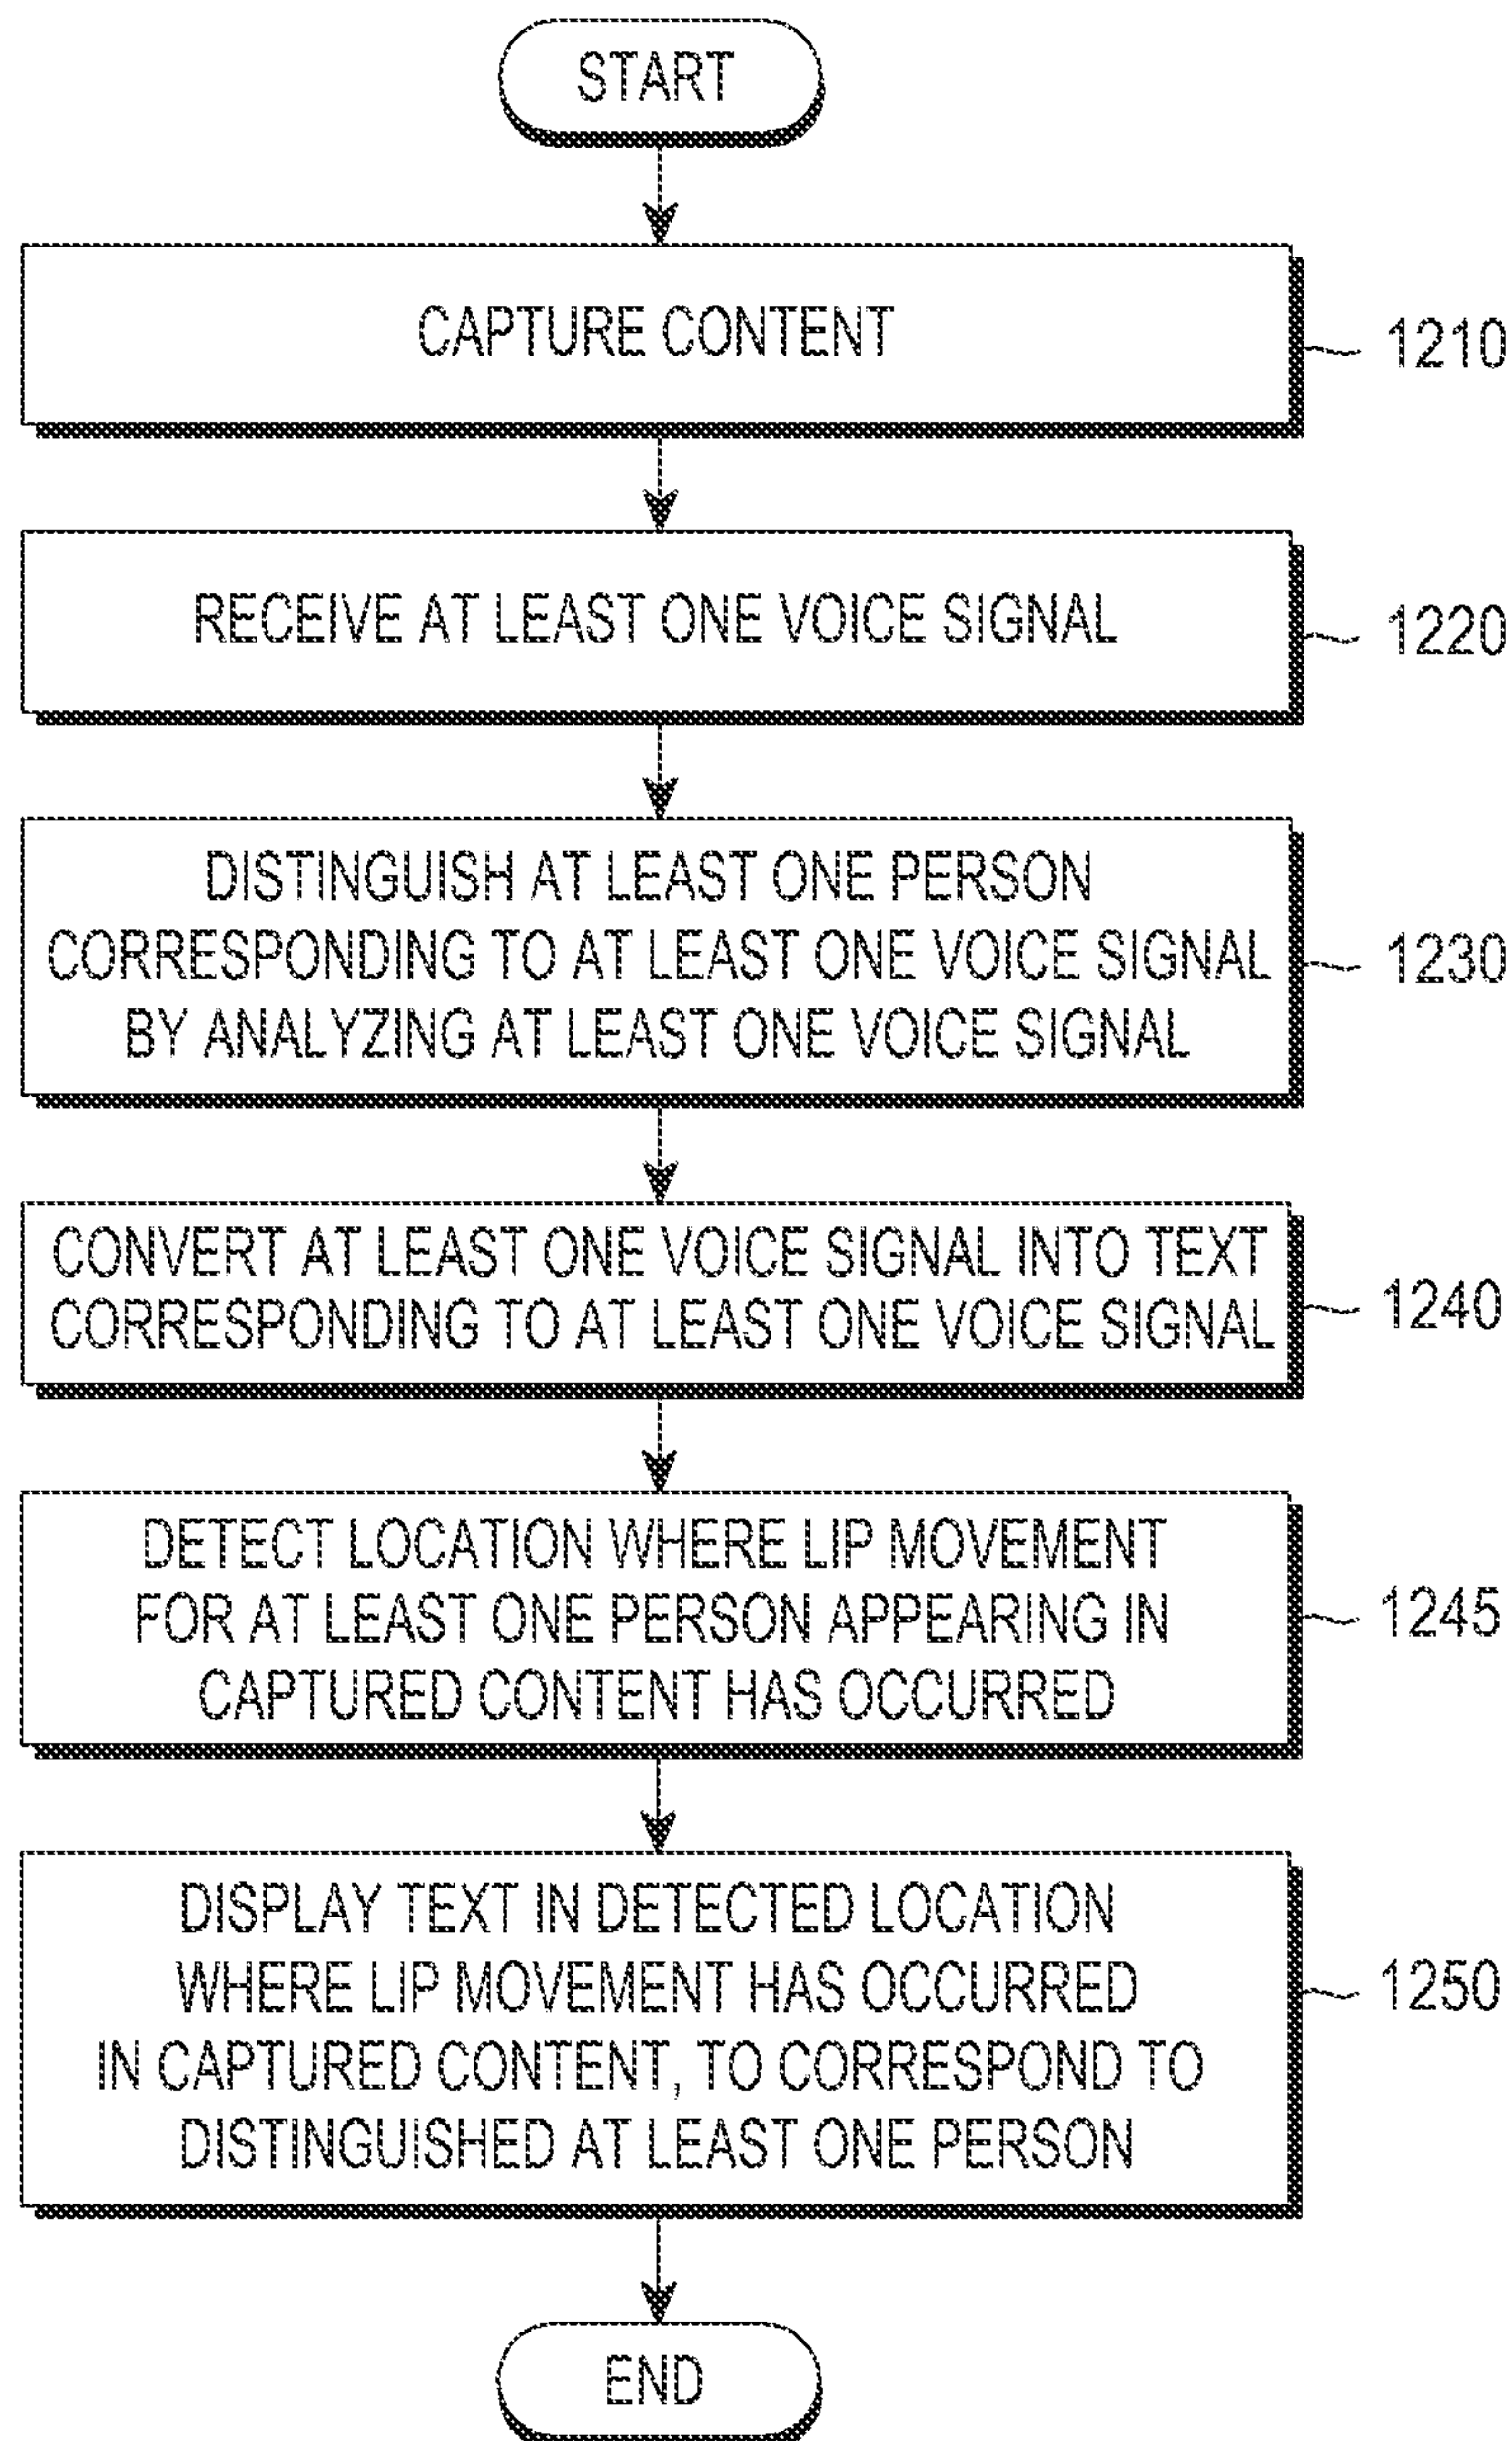 START
CAPTURE CONTENT
1210
RECEIVE AT LEAST ONE VOICE SIGNAL
1220
DISTINGUISH AT LEAST ONE PERSON
CORRESPONDING TO AT LEAST ONE VOICE SIGNAL
BY ANALYZING AT LEAST ONE VOICE SIGNAL
1230
CONVERT AT LEAST ONE VOICE SIGNAL INTO TEXT
CORRESPONDING TO AT LEAST ONE VOICE SIGNAL
1240
DETECT LOCATION WHERE LIP MOVEMENT
FOR AT LEAST ONE PERSON APPEARING IN
CAPTURED CONTENT HAS OCCURRED
1245
DISPLAY TEXT IN DETECTED LOCATION
WHERE LIP MOVEMENT HAS OCCURRED
IN CAPTURED CONTENT, TO CORRESPOND TO
DISTINGUISHED AT LEAST ONE PERSON
1250
END